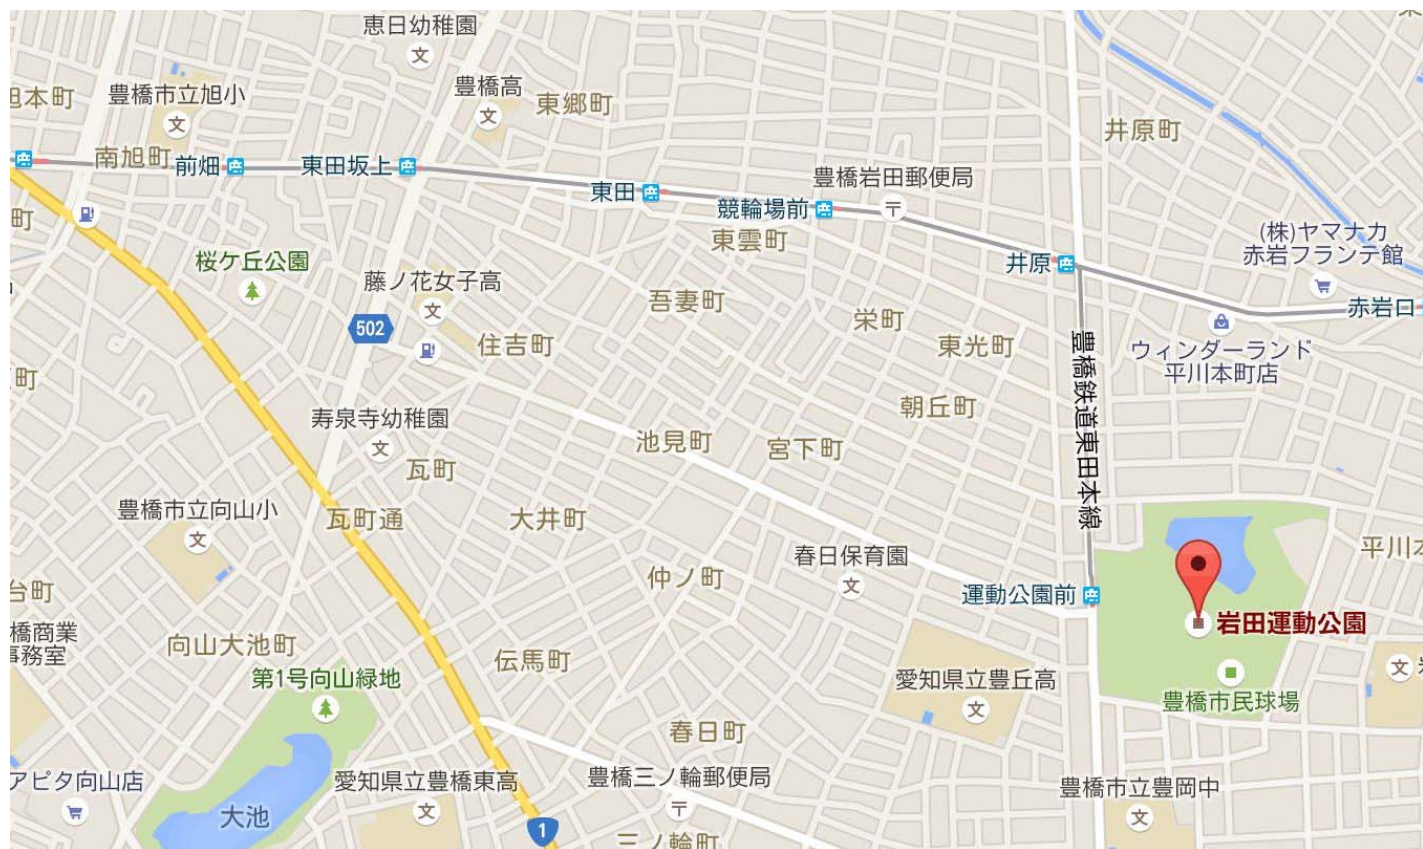 恵日幼稚園
豊橋高
東郷町
豊橋市立旭小
旭本町
南旭町
前畑
東田坂上
東田
豊橋岩田郵便局
競輪場前
東雲町
井原町
井原
(株)ヤマナカ
赤岩フランテ館
赤岩口
町
桜ケ丘公園
藤ノ花女子高
吾妻町
栄町
東光町
502
住吉町
ウィンダーランド
平川本町店
豊橋鉄道東田本線
町
朝丘町
寿泉寺幼稚園
池見町
宮下町
瓦町
豊橋市立向山小
瓦町通
大井町
春日保育園
平川本
仲ノ町
運動公園前
台町
岩田運動公園
橋商業
事務室
向山大池町
伝馬町
第1号向山緑地
愛知県立豊丘高
豊橋市民球場
春日町
アピタ向山店
愛知県立豊橋東高
豊橋三ノ輪郵便局
豊橋市立豊岡中
大池
1
三ノ輪町